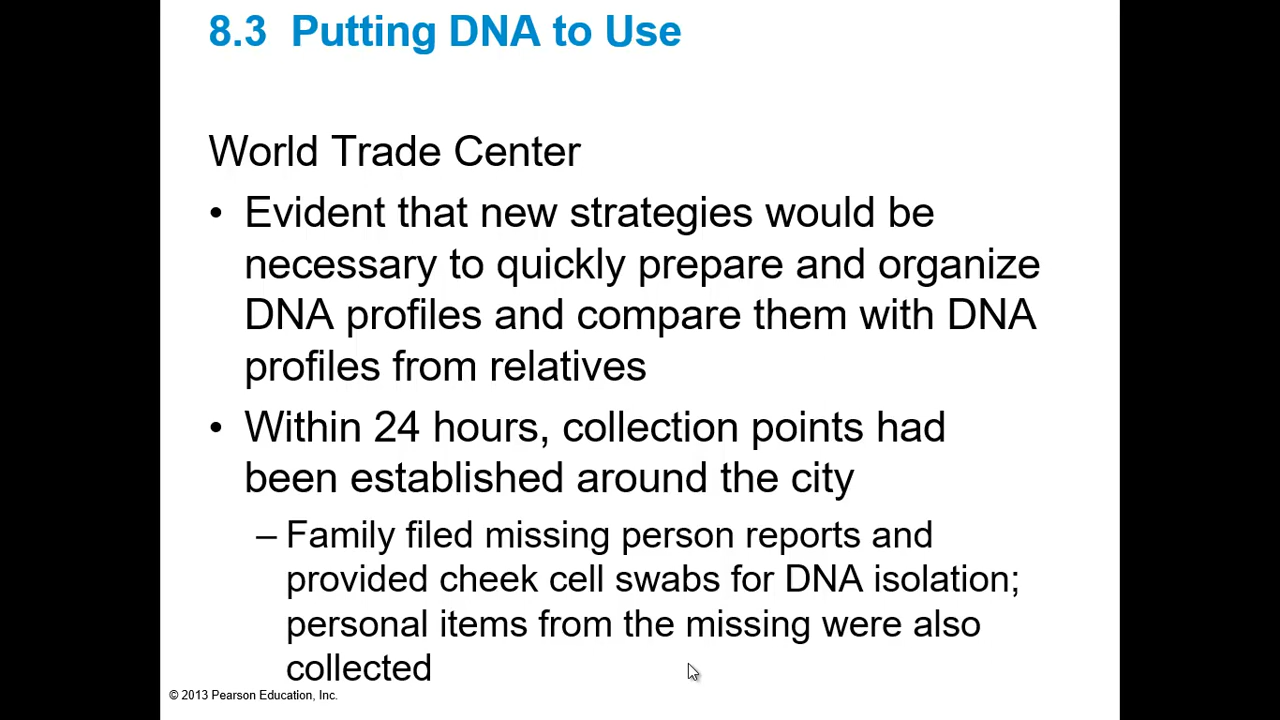 8.3 Putting DNA to Use
World Trade Center
• Evident that new strategies would be
necessary to quickly prepare and organize
DNA profiles and compare them with DNA
profiles from relatives
• Within 24 hours, collection points had
been established around the city
– Family filed missing person reports and
provided cheek cell swabs for DNA isolation;
personal items from the missing were also
collected
© 2013 Pearson Education, Inc.